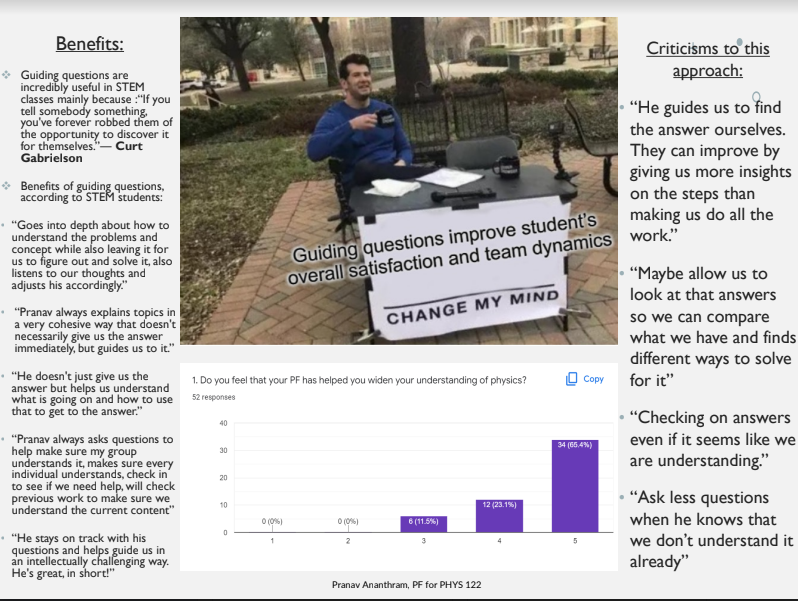 Benefits:
Guiding questions are
incredibly useful in STEM
classes mainly because :“If you
tell somebody something,
you've forever robbed them of
the opportunity to discover it
for themselves.”— Curt
Gabrielson
Benefits of guiding questions,
according to STEM students:
“Goes into depth about how to
understand the problems and
concept while also leaving it for
us to figure out and solve it, also
listens to our thoughts and
adjusts his accordingly.”
“Pranav always explains topics in
a very cohesive way that doesn't
necessarily give us the answer
immediately, but guides us to it.”
“He doesn't just give us the
answer but helps us understand
what is going on and how to use
that to get to the answer.”
“Pranav always asks questions to
help make sure my group
understands it, makes sure every
individual understands, check in
to see if we need help, will check
previous work to make sure we
understand the current content”
“He stays on track with his
questions and helps guide us in
an intellectually challenging way.
He's great, in short!”
Guiding questions improve student's
overall satisfaction and team dynamics
CHANGE MY MIND
1. Do you feel that your PF has helped you widen your understanding of physics?
Copy
52 responses
40
30
20
10
0
0 (0%)
0 (0%)
6 (11.5%)
12 (23.1%)
34 (65.4%)
1
2
3
4
5
Pranav Ananthram, PF for PHYS 122
Criticisms to this
approach:
“He guides us to find
the answer ourselves.
They can improve by
giving us more insights
on the steps than
making us do all the
work.”
“Maybe allow us to
look at that answers
so we can compare
what we have and finds
different ways to solve
for it”
“Checking on answers
even if it seems like we
are understanding.”
“Ask less questions
when he knows that
we don't understand it
already”